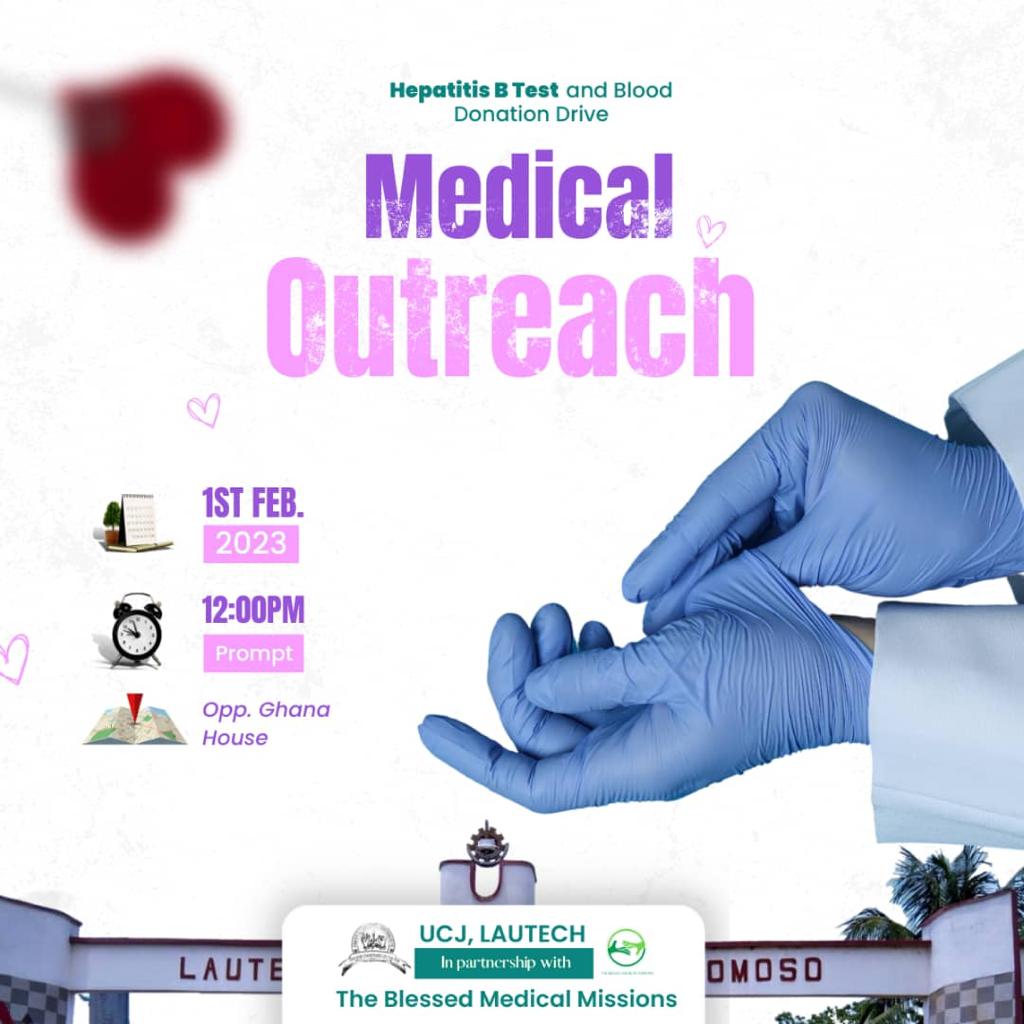 Hepatitis B Test and Blood
Donation Drive
Medical
Outreach
1ST FEB.
2023
12:00PM
Prompt
Opp. Ghana
House
UCJ, LAUTECH
In partnership with
The Blessed Medical Missions
LAUTE
OMOSO